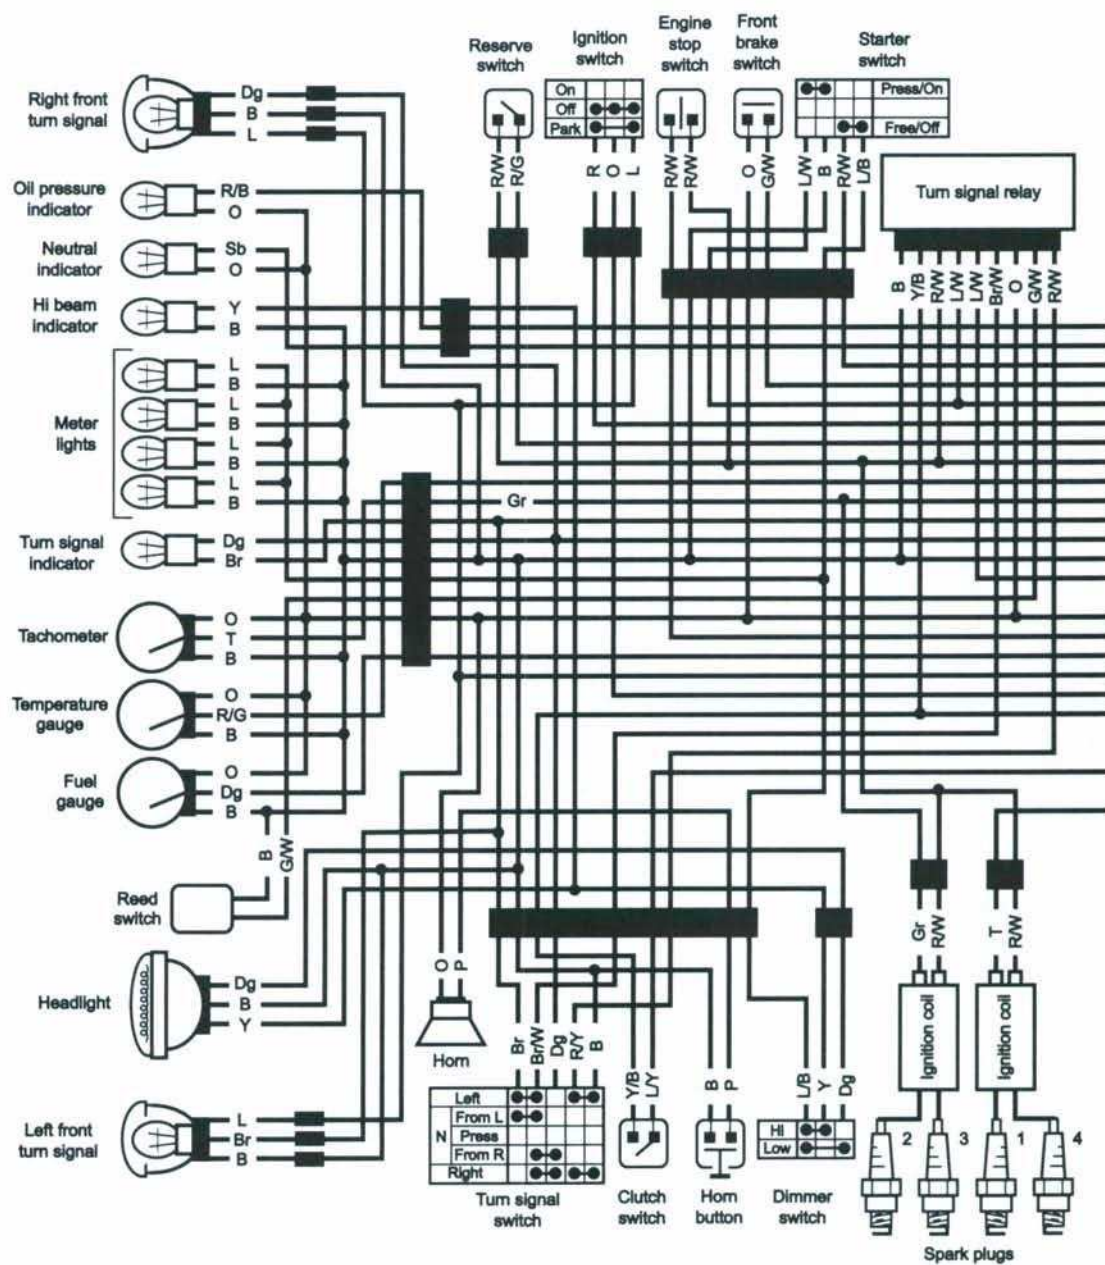 Reserve
switch
Ignition
switch
Engine
stop
switch
Front
brake
switch
Starter
switch
On
Off
Park
Press/On
Free/Off
R/W
R/G
R
O
L
R/W
R/W
O
G/W
L/W
B
R/W
L/B
Turn signal relay
B
Y/B
R/W
L/W
L/W
Br/W
O
G/W
R/W
Right front
turn signal
Dg
B
L
Oil pressure
indicator
R/B
O
Neutral
indicator
Sb
O
Hi beam
indicator
Y
B
Meter
lights
L
B
L
B
L
B
L
B
Gr
Turn signal
indicator
Dg
Br
Tachometer
O
T
B
Temperature
gauge
O
R/G
B
Fuel
gauge
O
Dg
B
B
G/W
Reed
switch
Headlight
Dg
B
Y
O
P
Horn
Left front
turn signal
L
Br
B
Br
Br/W
Dg
R/Y
B
Left
From L
N
Press
From R
Right
Turn signal
switch
Y/B
L/Y
Clutch
switch
B
P
Horn
button
L/B
Y
Dg
Hi
Low
Dimmer
switch
Gr
R/W
T
R/W
Ignition coil
Ignition coil
2
3
1
4
Spark plugs